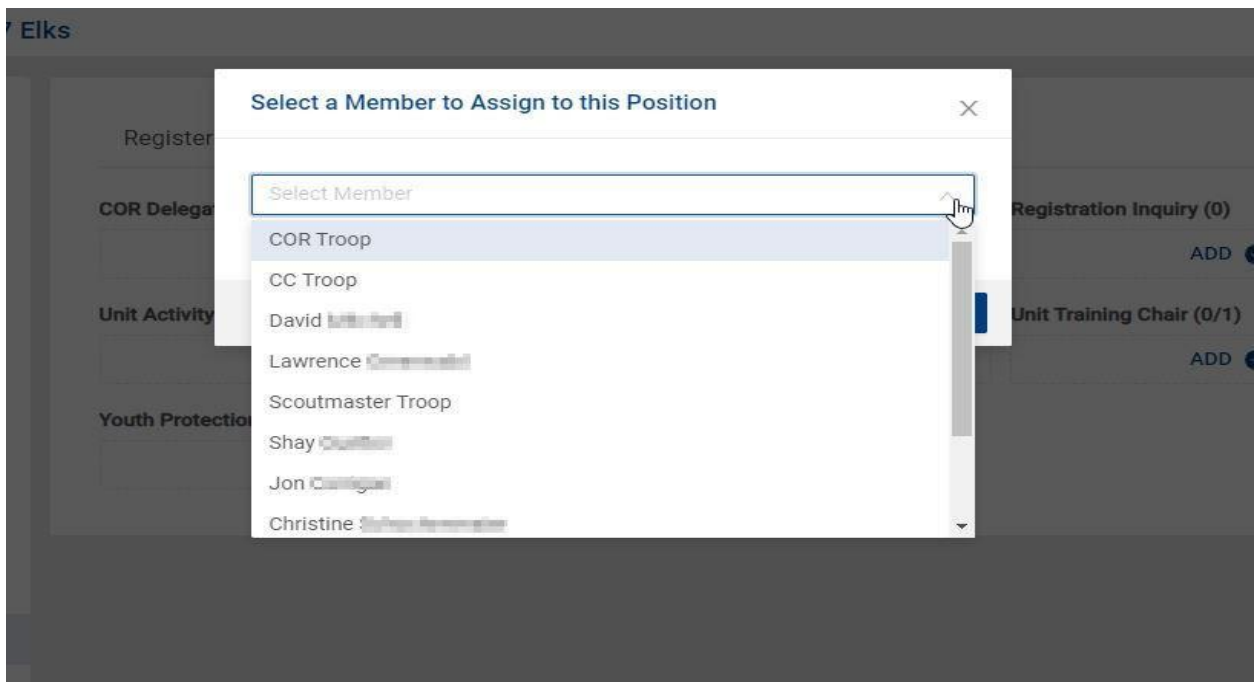 Elks
Select a Member to Assign to this Position
Register
Select Member
COR Delega
Registration Inquiry (0)
COR Troop
ADD
CC Troop
Unit Activity
David
Unit Training Chair (0/1)
Lawrence
ADD
Scoutmaster Troop
Youth Protection
Shay
Jon
Christine